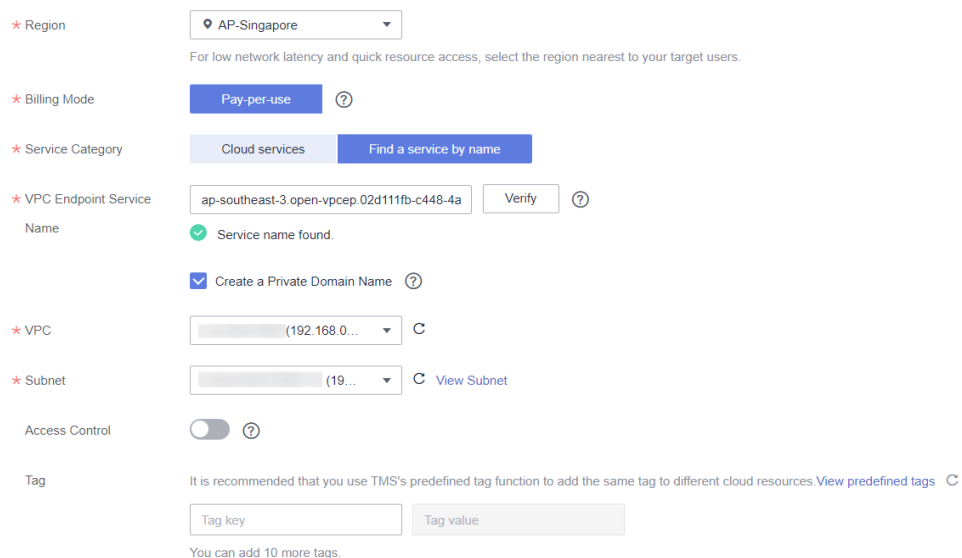 * Region
AP-Singapore
For low network latency and quick resource access, select the region nearest to your target users.
* Billing Mode
Pay-per-use ?
* Service Category
Cloud services Find a service by name
* VPC Endpoint Service Name
ap-southeast-3.open-vpcep.02d111fb-c448-4a Verify ?
Service name found.
Create a Private Domain Name ?
* VPC
(192.168.0...
* Subnet
(19... View Subnet
Access Control ?
Tag
It is recommended that you use TMS's predefined tag function to add the same tag to different cloud resources.View predefined tags
Tag key Tag value
You can add 10 more tags.